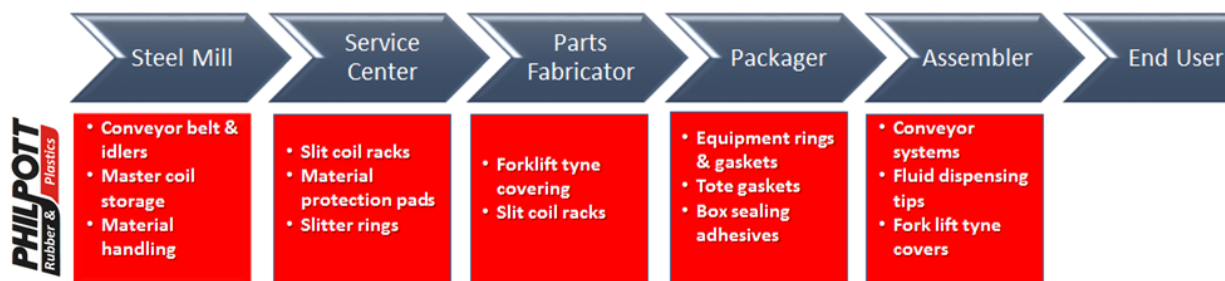 Steel Mill
Service
Center
Parts
Fabricator
Packager
Assembler
End User
PHILPOTT
Rubber & Plastics
• Conveyor belt &
idlers
• Master coil
storage
• Material
handling
• Slit coil racks
• Material
protection pads
• Slitter rings
• Forklift tyne
covering
• Slit coil racks
• Equipment rings
& gaskets
• Tote gaskets
• Box sealing
adhesives
• Conveyor
systems
• Fluid dispensing
tips
• Fork lift tyne
covers